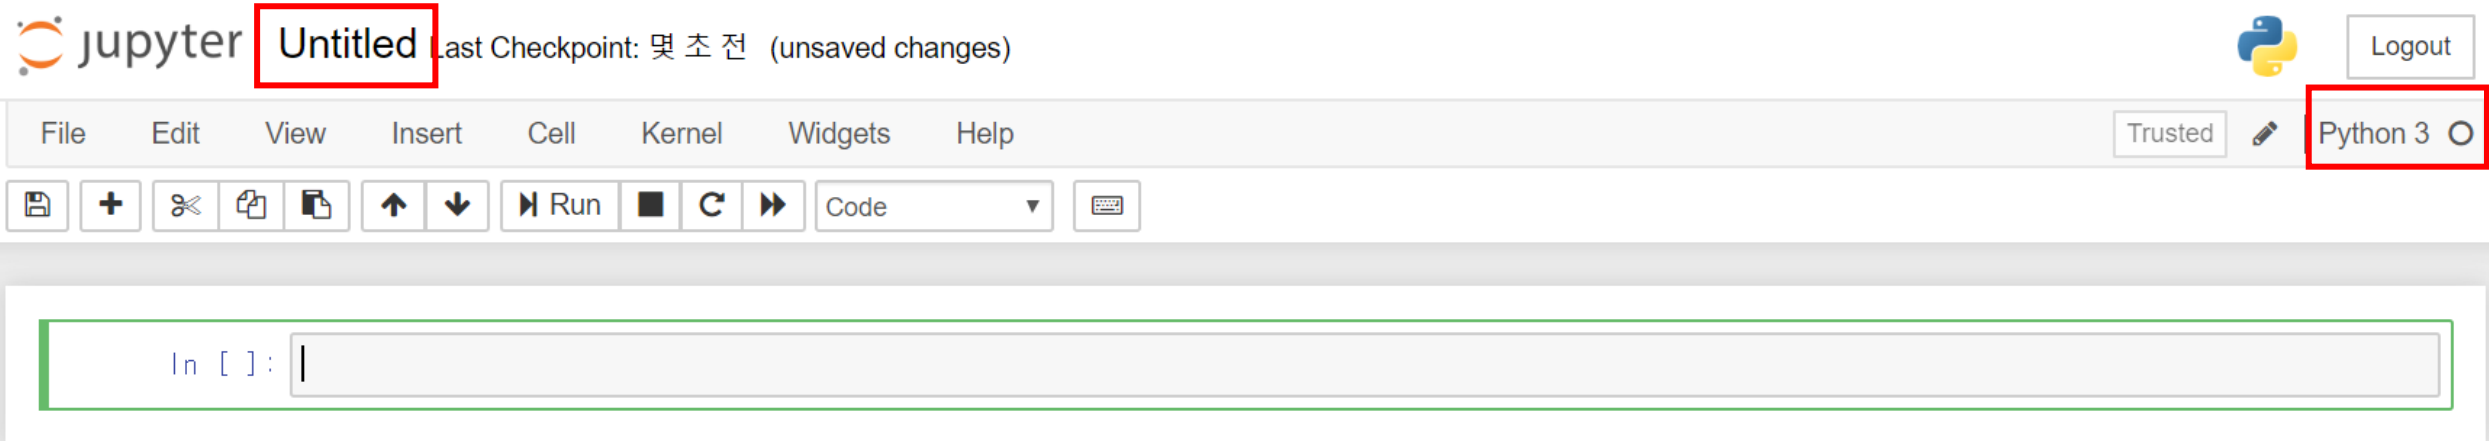 jupyter Untitled Last Checkpoint: 몇 초 전 (unsaved changes) Logout
File Edit View Insert Cell Kernel Widgets Help Trusted Python 3
Run Code
In [ ]: